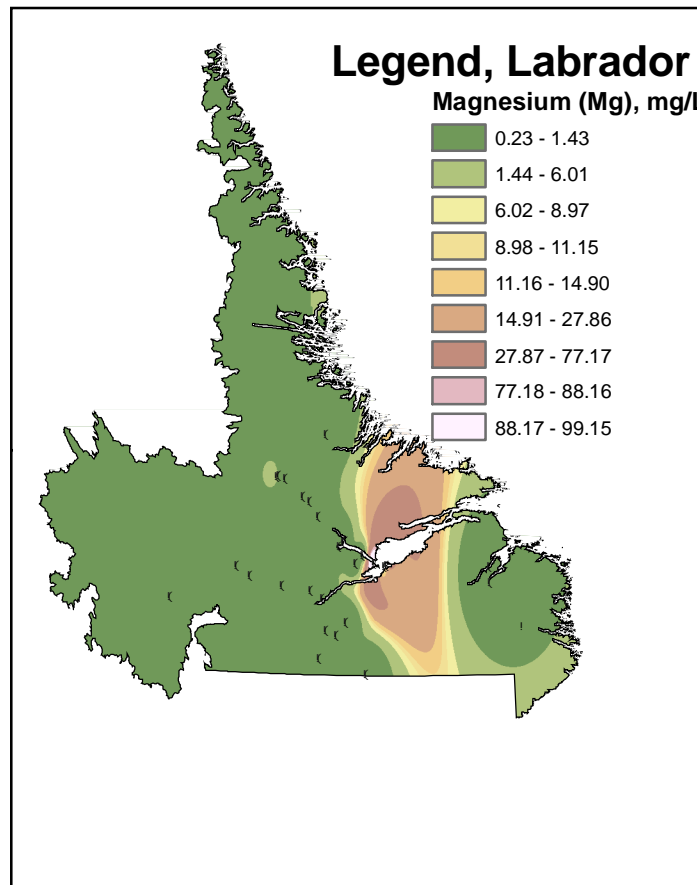 Legend, Labrador
Magnesium (Mg), mg/L
0.23 - 1.43
1.44 - 6.01
6.02 - 8.97
8.98 - 11.15
11.16 - 14.90
14.91 - 27.86
27.87 - 77.17
77.18 - 88.16
88.17 - 99.15